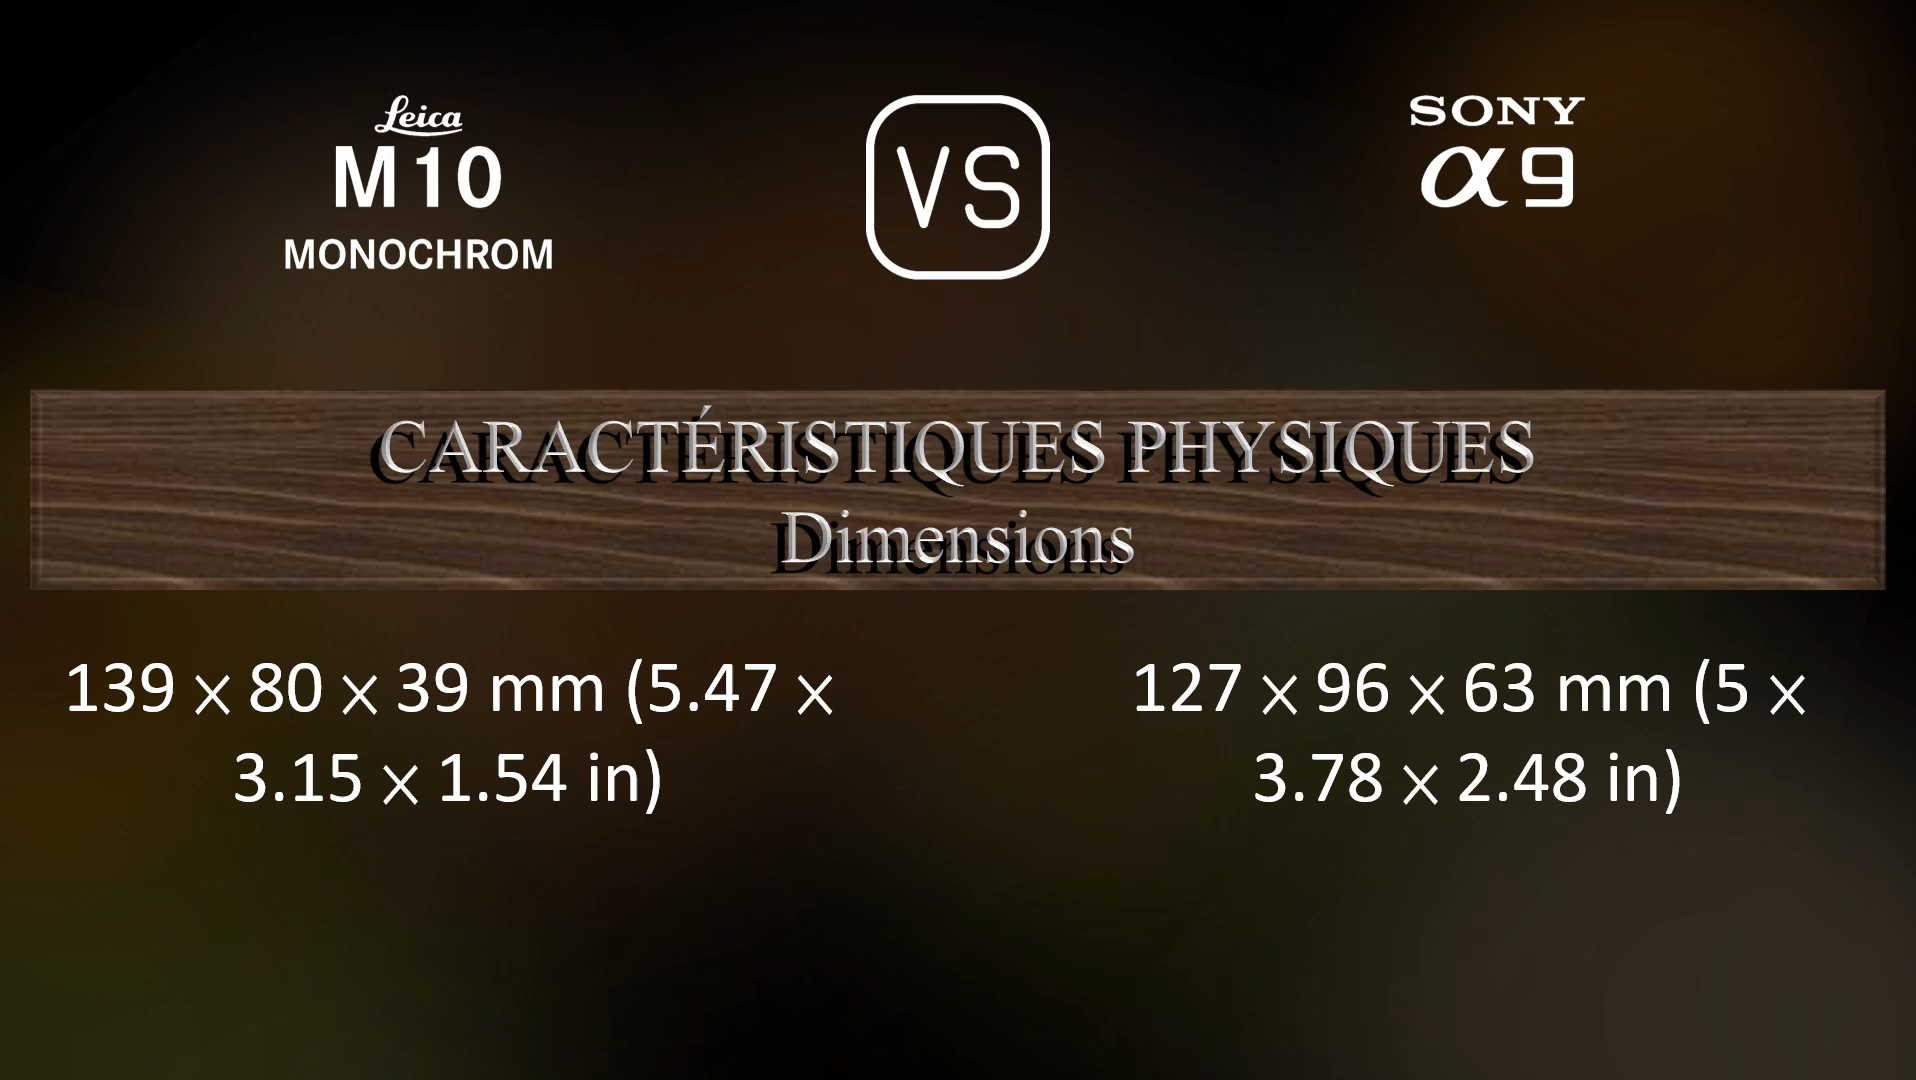 Leica
M10
MONOCHROM
VS
SONY
α9
CARACTÉRISTIQUES PHYSIQUES
Dimensions
139 x 80 x 39 mm (5.47 x
3.15 x 1.54 in)
127 x 96 x 63 mm (5 x
3.78 x 2.48 in)